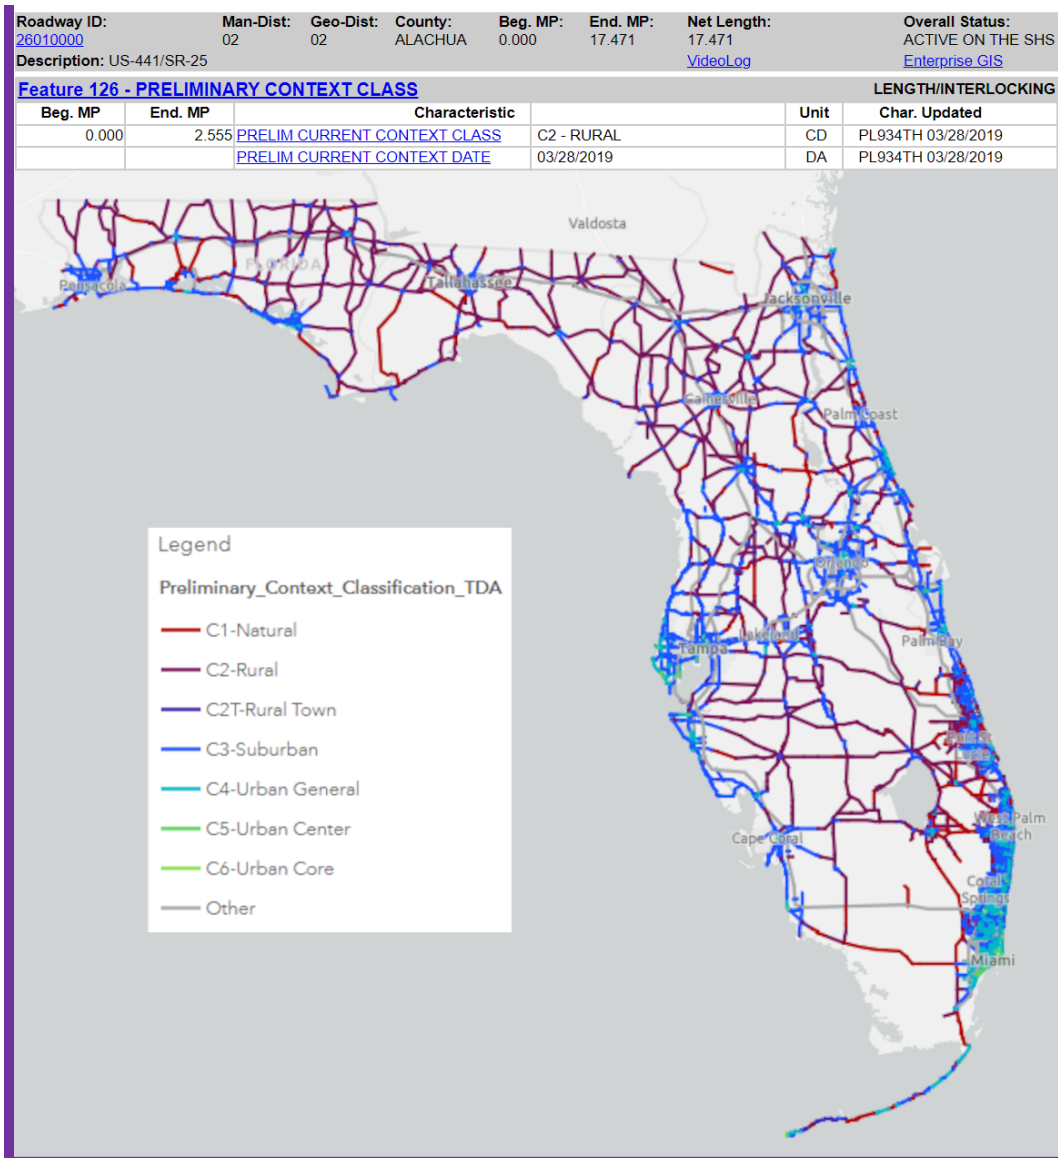 Roadway ID: Man-Dist: Geo-Dist: County: Beg. MP: End. MP: Net Length: Overall Status:
26010000 02 02 ALACHUA 0.000 17.471 17.471 ACTIVE ON THE SHS
Description: US-441/SR-25 VideoLog Enterprise GIS
Feature 126 - PRELIMINARY CONTEXT CLASS LENGTH/INTERLOCKING
Beg. MP End. MP Characteristic Unit Char. Updated
0.000 2.555 PRELIM CURRENT CONTEXT CLASS C2 - RURAL CD PL934TH 03/28/2019
PRELIM CURRENT CONTEXT DATE 03/28/2019 DA PL934TH 03/28/2019
Valdosta
FLORIDA
Pensacola
Tallahassee
Jacksonville
Gainesville
Palm Coast
Orlando
Lakeland
Tampa
Palm Bay
Port St.
Lucie
West Palm
Beach
Cape Coral
Coral
Springs
Miami
Legend
Preliminary_Context_Classification_TDA
C1-Natural
C2-Rural
C2T-Rural Town
C3-Suburban
C4-Urban General
C5-Urban Center
C6-Urban Core
Other